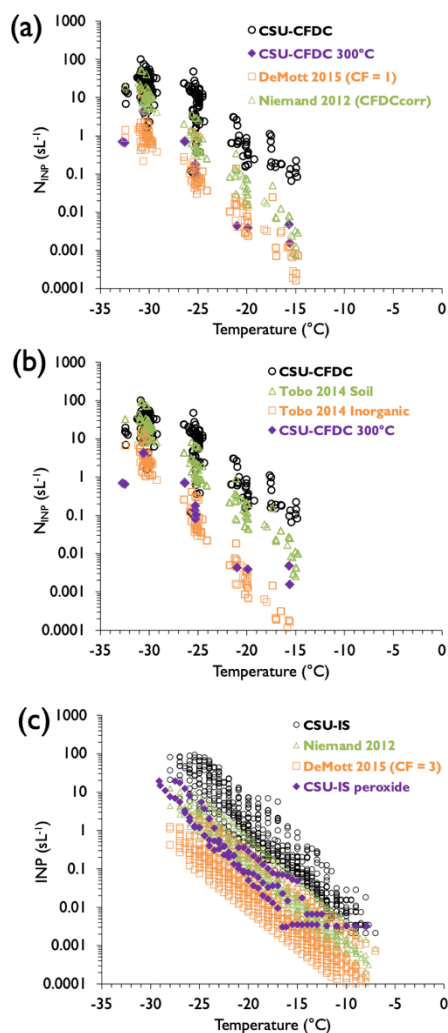 (a)
1000
100
10
1
0.1
0.01
0.001
0.0001
N_INP (sL⁻¹)
CSU-CFDC
CSU-CFDC 300°C
DeMott 2015 (CF = 1)
Niemand 2012 (CFDCcorr)
-35 -30 -25 -20 -15 -10 -5 0
Temperature (°C)
(b)
1000
100
10
1
0.1
0.01
0.001
0.0001
N_INP (sL⁻¹)
CSU-CFDC
Tobo 2014 Soil
Tobo 2014 Inorganic
CSU-CFDC 300°C
-35 -30 -25 -20 -15 -10 -5 0
Temperature (°C)
(c)
1000
100
10
1
0.1
0.01
0.001
0.0001
INP (sL⁻¹)
CSU-IS
Niemand 2012
DeMott 2015 (CF = 3)
CSU-IS peroxide
-35 -30 -25 -20 -15 -10 -5 0
Temperature (°C)